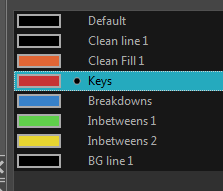 Default
Clean line 1
Clean Fill 1
Keys
Breakdowns
Inbetweens 1
Inbetweens 2
BG line 1